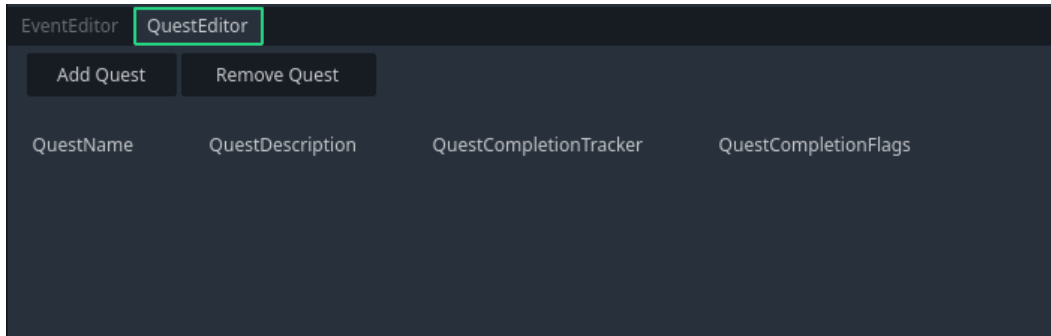 EventEditor QuestEditor
Add Quest Remove Quest
QuestName QuestDescription QuestCompletionTracker QuestCompletionFlags